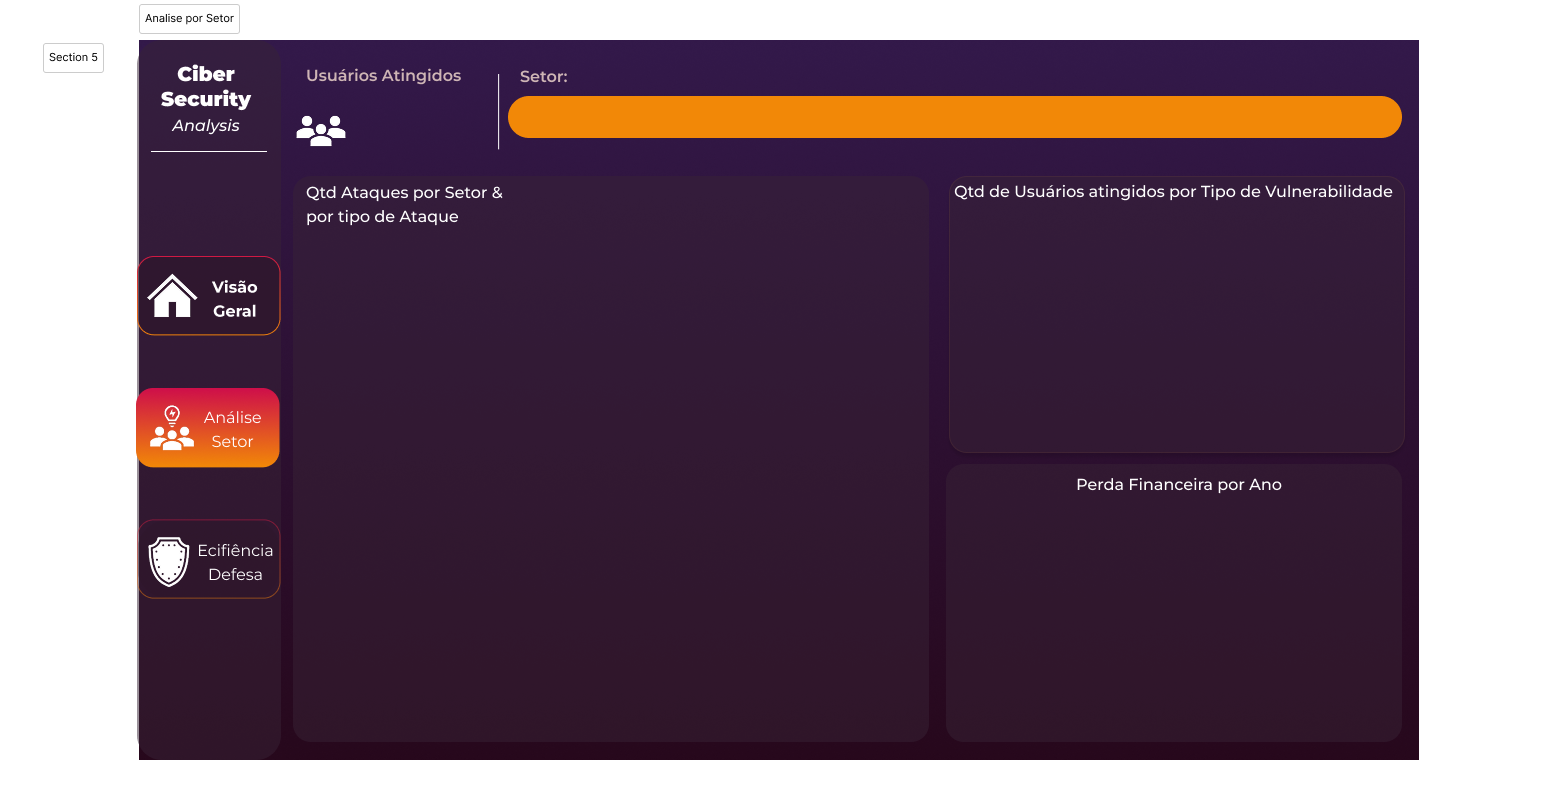 Analise por Setor
Section 5
Ciber
Security
Analysis
Usuários Atingidos
Setor:
Qtd Ataques por Setor &
por tipo de Ataque
Qtd de Usuários atingidos por Tipo de Vulnerabilidade
Visão
Geral
Análise
Setor
Perda Financeira por Ano
Ecifiência
Defesa